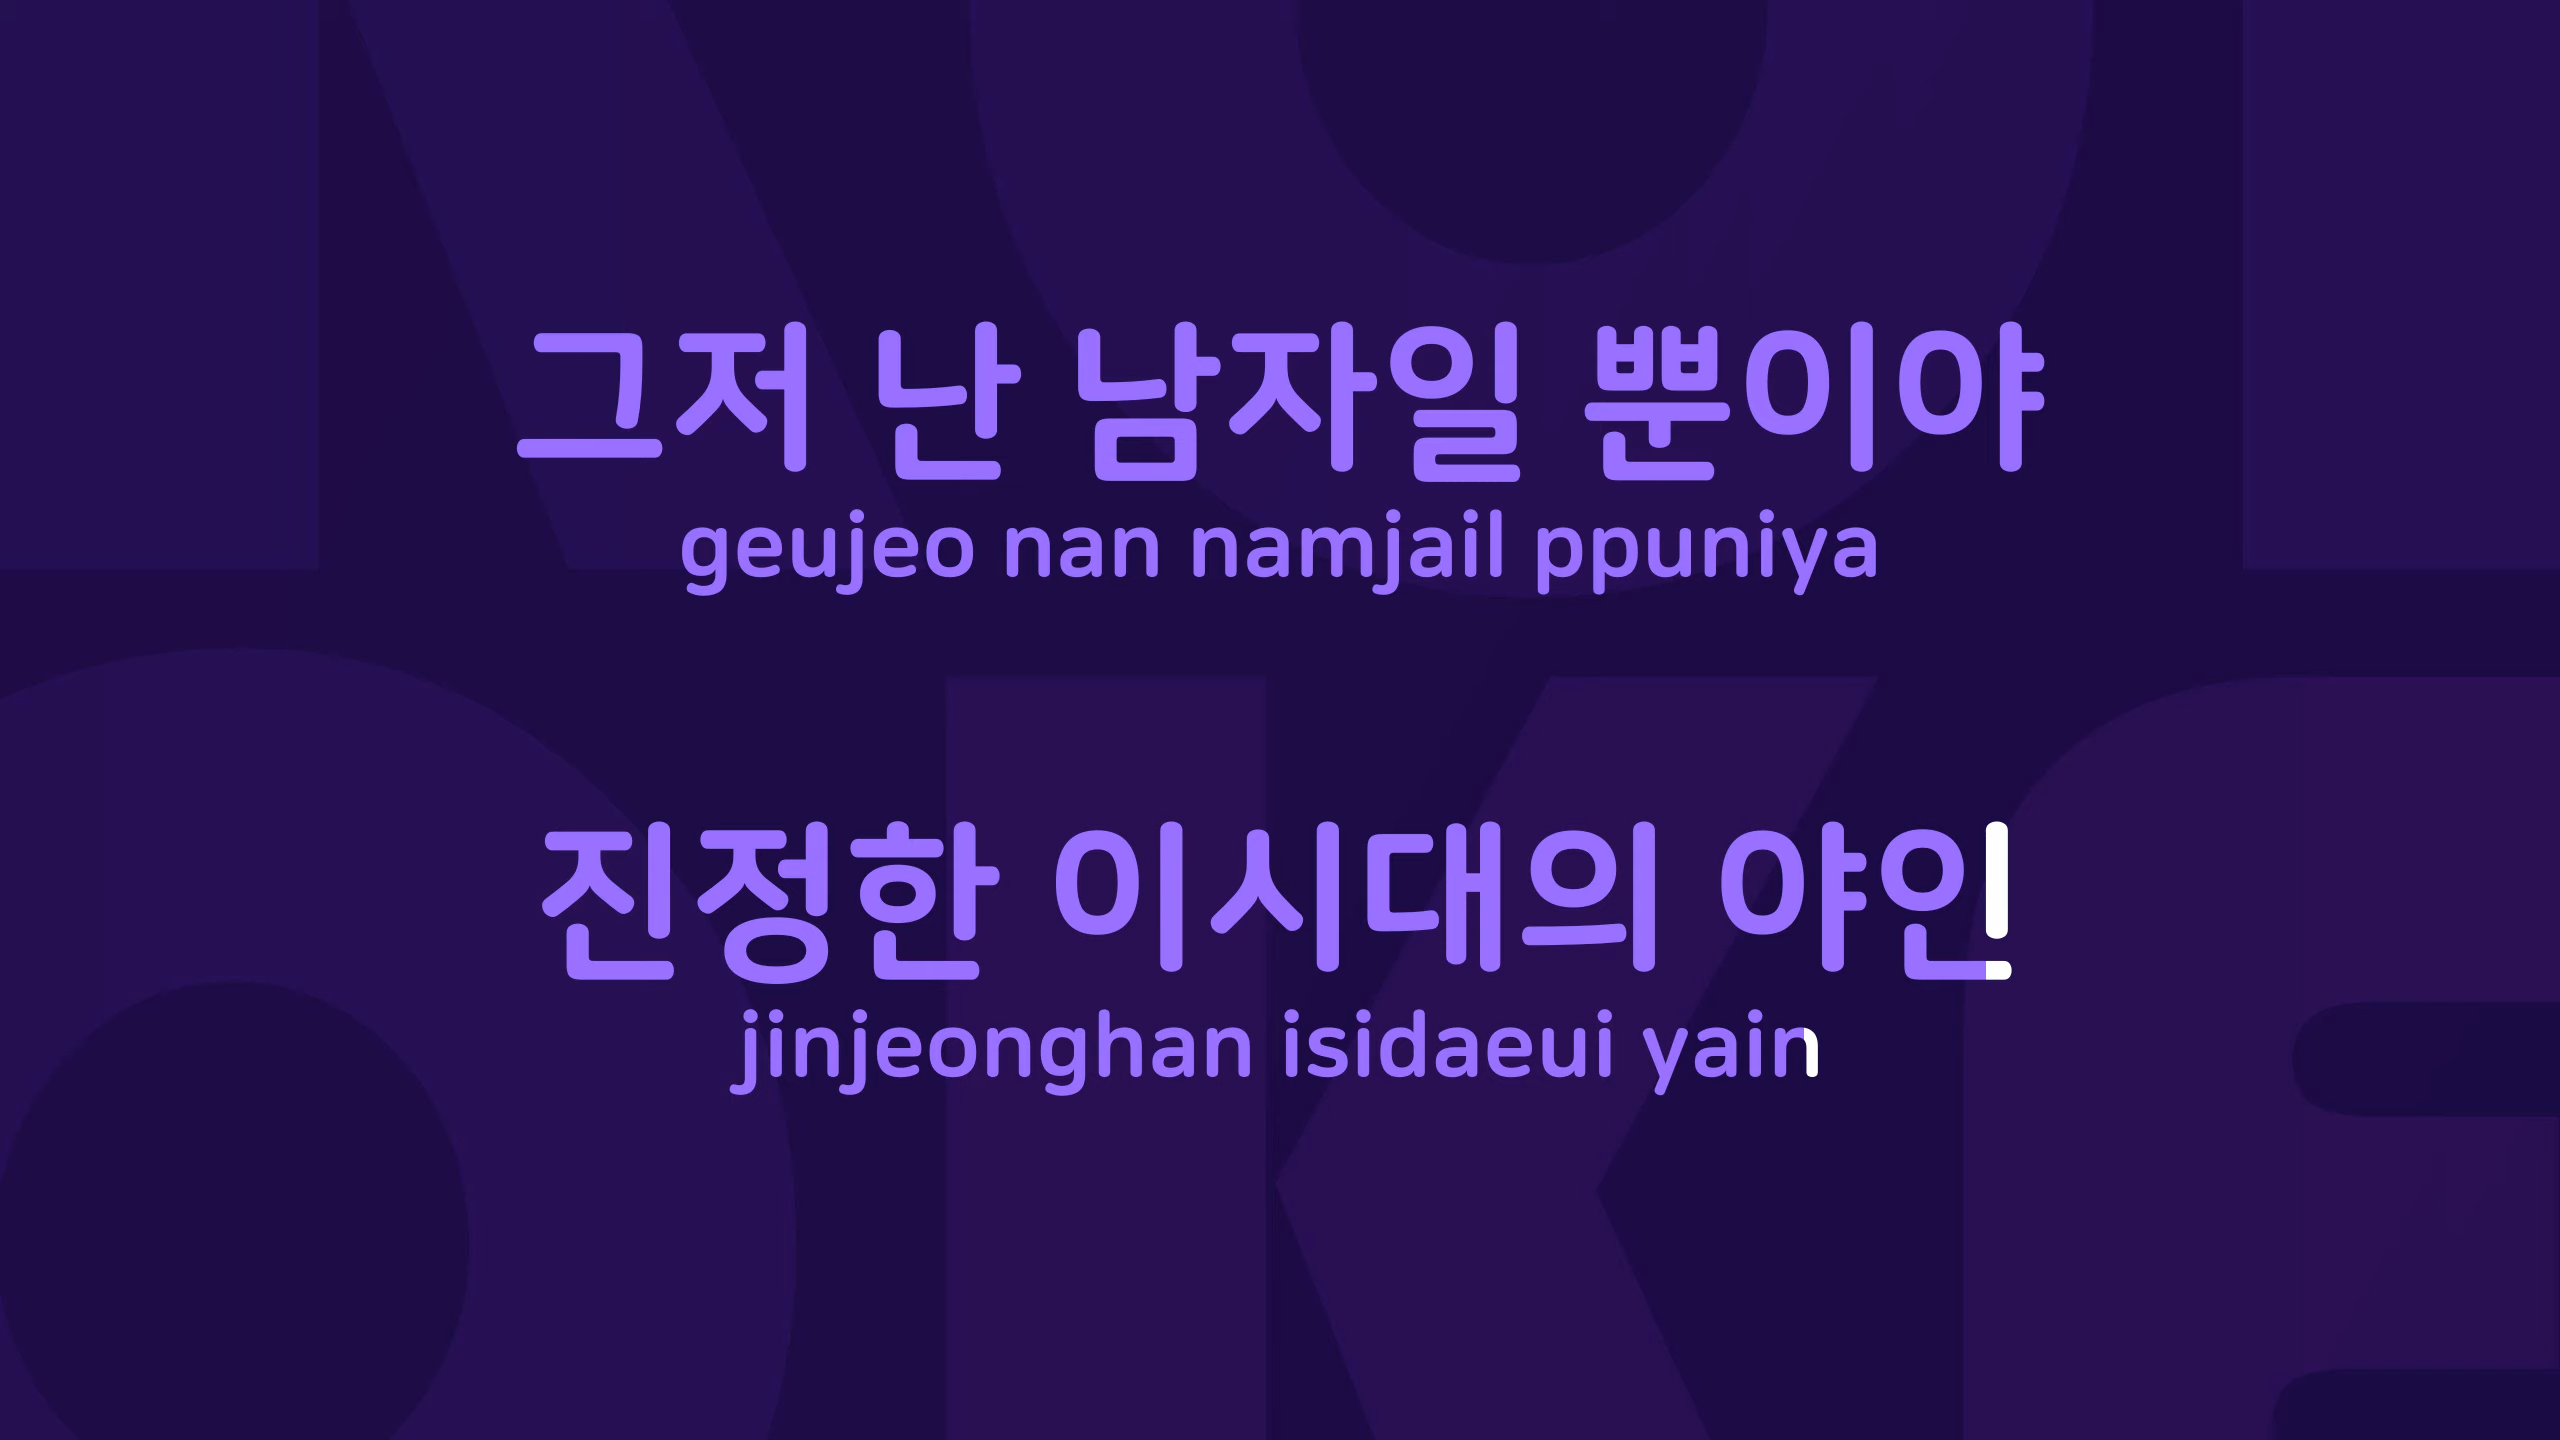 그저 난 남자일 뿐이야
geujeo nan namjail ppuniya
진정한 이시대의 야인
jinjeonghan isidaeui yain